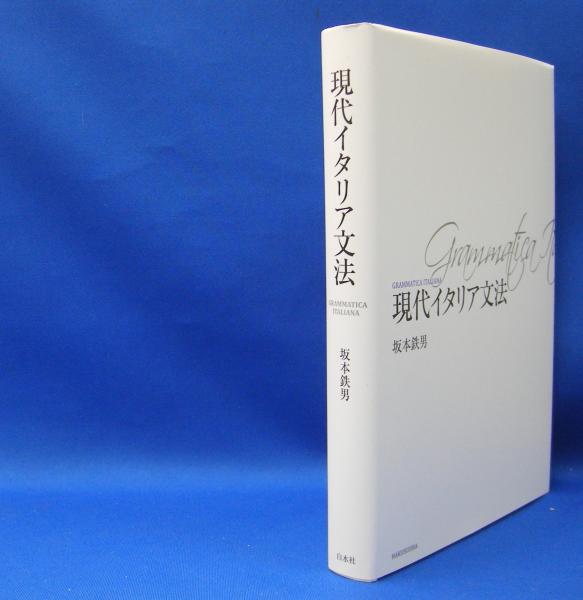 現代イタリア文法
GRAMMATICA
ITALIANA
坂本鉄男
白水社
Grammatica
GRAMMATICA ITALIANA
現代イタリア文法
坂本鉄男
HAKUSUISHA